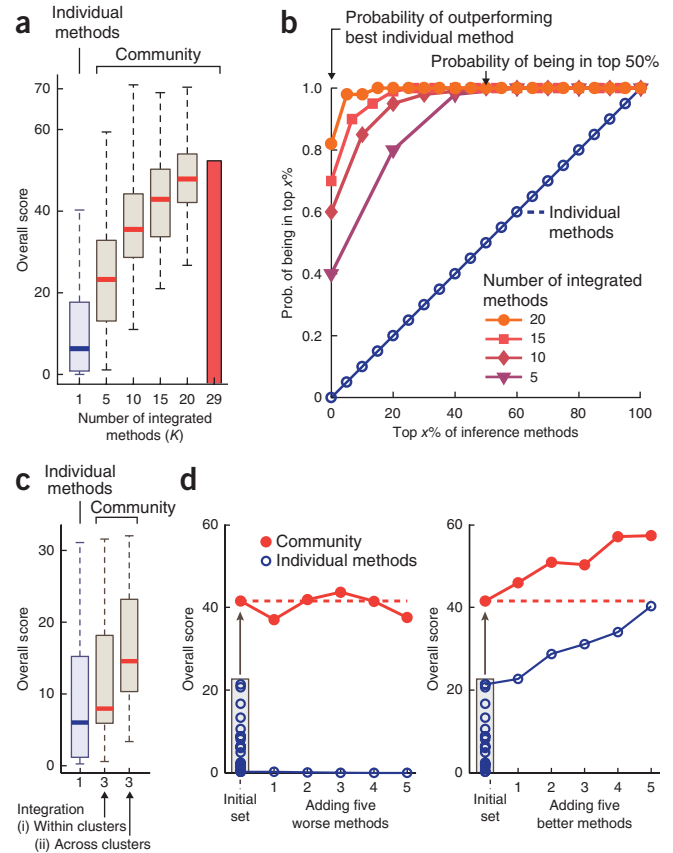 a
Individual
methods
Community
70
60
40
20
0
Overall score
1 5 10 15 20 29
Number of integrated
methods (K)
b
Probability of outperforming
best individual method
Probability of being in top 50%
1.0
0.8
0.6
0.4
0.2
0
Prob. of being in top x%
Individual
methods
Number of integrated
methods
20
15
10
5
0 20 40 60 80 100
Top x% of inference methods
c
Individual
methods
Community
30
20
10
0
Overall score
1 3 3
Integration
(i) Within clusters
(ii) Across clusters
d
60
40
20
0
Overall score
Community
Individual methods
Initial
set
1 2 3 4 5
Adding five
worse methods
60
40
20
0
Overall score
Initial
set
1 2 3 4 5
Adding five
better methods